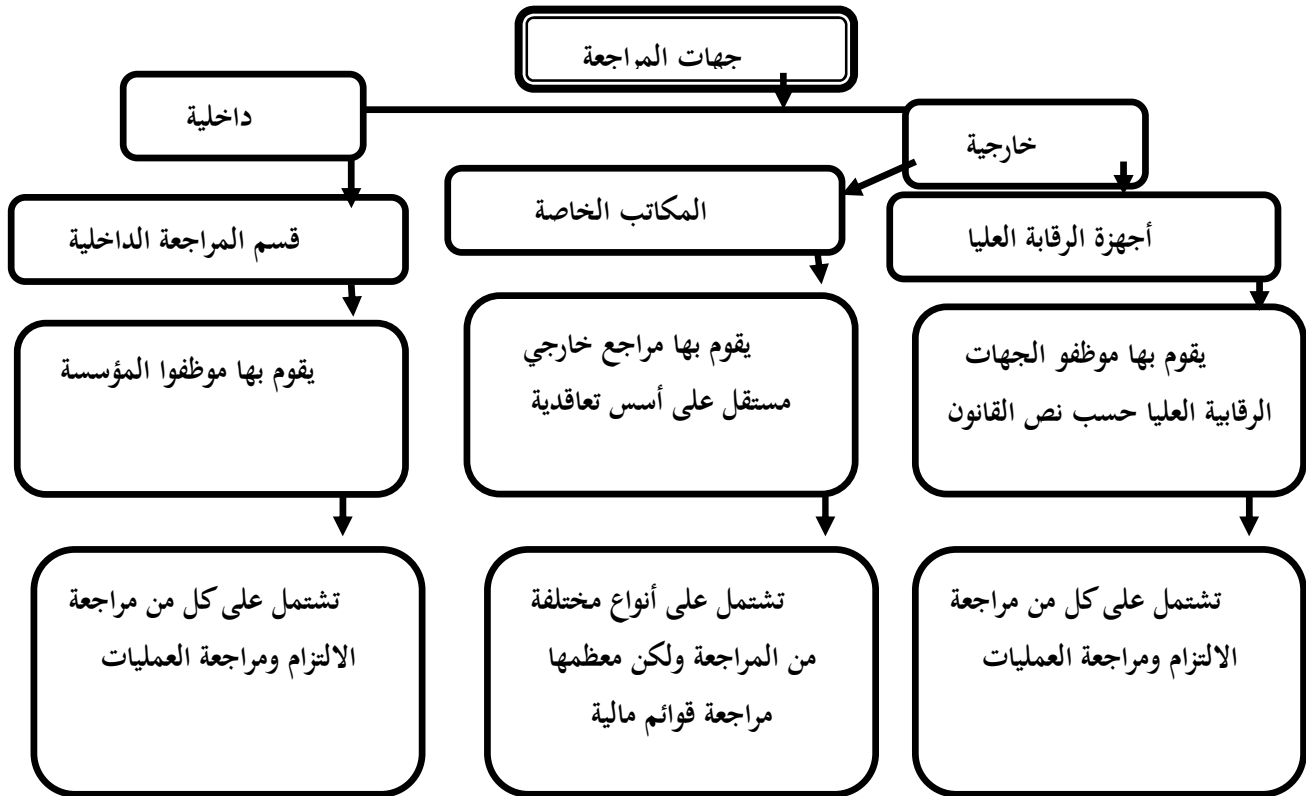 جهات المراجعة
خارجية
داخلية
أجهزة الرقابة العليا
المكاتب الخاصة
قسم المراجعة الداخلية
يقوم بها موظفو الجهات
الرقابية العليا حسب نص القانون
يقوم بها مراجع خارجي
مستقل على أسس تعاقدية
يقوم بها موظفوا المؤسسة
تشتمل على كل من مراجعة
الالتزام ومراجعة العمليات
تشتمل على أنواع مختلفة
من المراجعة ولكن معظمها
مراجعة قوائم مالية
تشتمل على كل من مراجعة
الالتزام ومراجعة العمليات